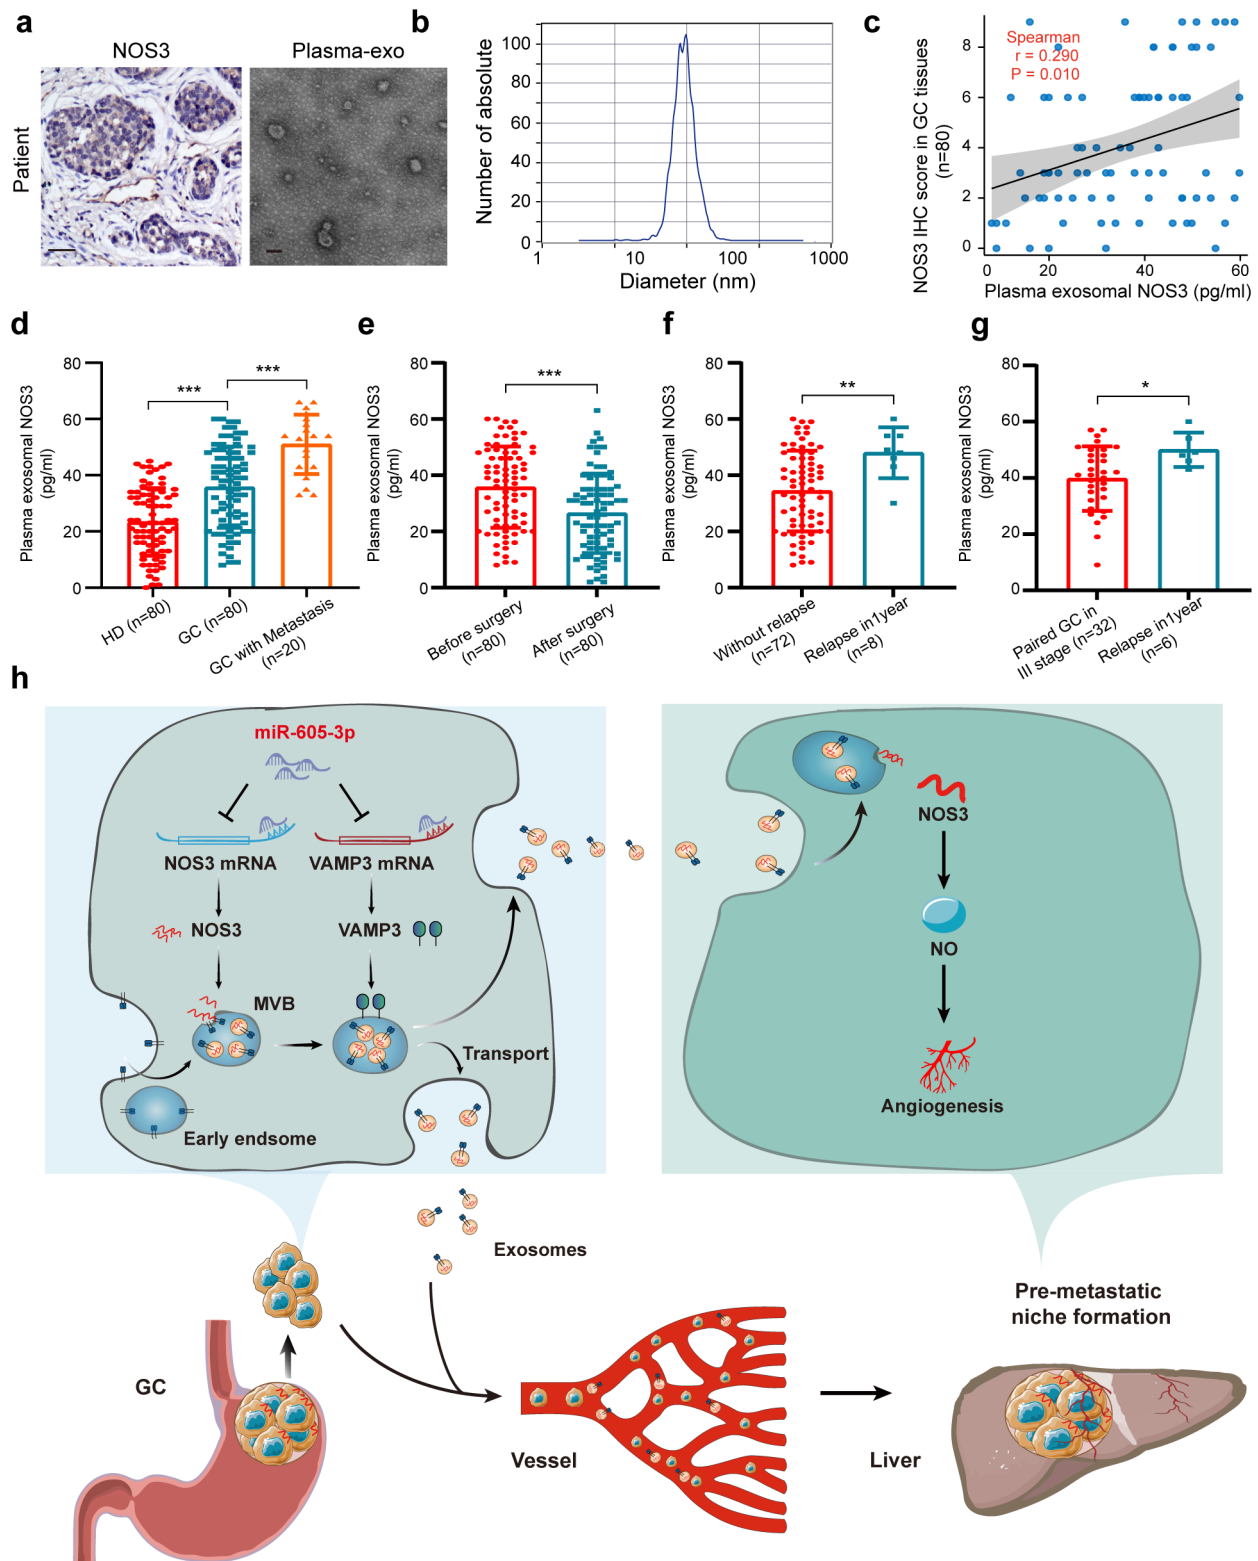 a
NOS3
Plasma-exo
Patient
b
Number of absolute
100
80
60
40
20
0
1
10
100
1000
Diameter (nm)
c
NOS3 IHC score in GC tissues
(n=80)
Spearman
r = 0.290
P = 0.010
8
6
4
2
0
0
20
40
60
Plasma exosomal NOS3 (pg/ml)
d
Plasma exosomal NOS3
(pg/ml)
80
60
40
20
0
***
***
HD (n=80)
GC (n=80)
GC with Metastasis
(n=20)
e
Plasma exosomal NOS3
(pg/ml)
80
60
40
20
0
***
Before surgery
(n=80)
After surgery
(n=80)
f
Plasma exosomal NOS3
(pg/ml)
80
60
40
20
0
**
Without relapse
(n=72)
Relapse in1year
(n=8)
g
Plasma exosomal NOS3
(pg/ml)
80
60
40
20
0
*
Paired GC in
III stage (n=32)
Relapse in1year
(n=6)
h
miR-605-3p
NOS3 mRNA
VAMP3 mRNA
NOS3
VAMP3
MVB
Transport
Early endsome
NOS3
NO
Angiogenesis
Exosomes
GC
Vessel
Pre-metastatic
niche formation
Liver